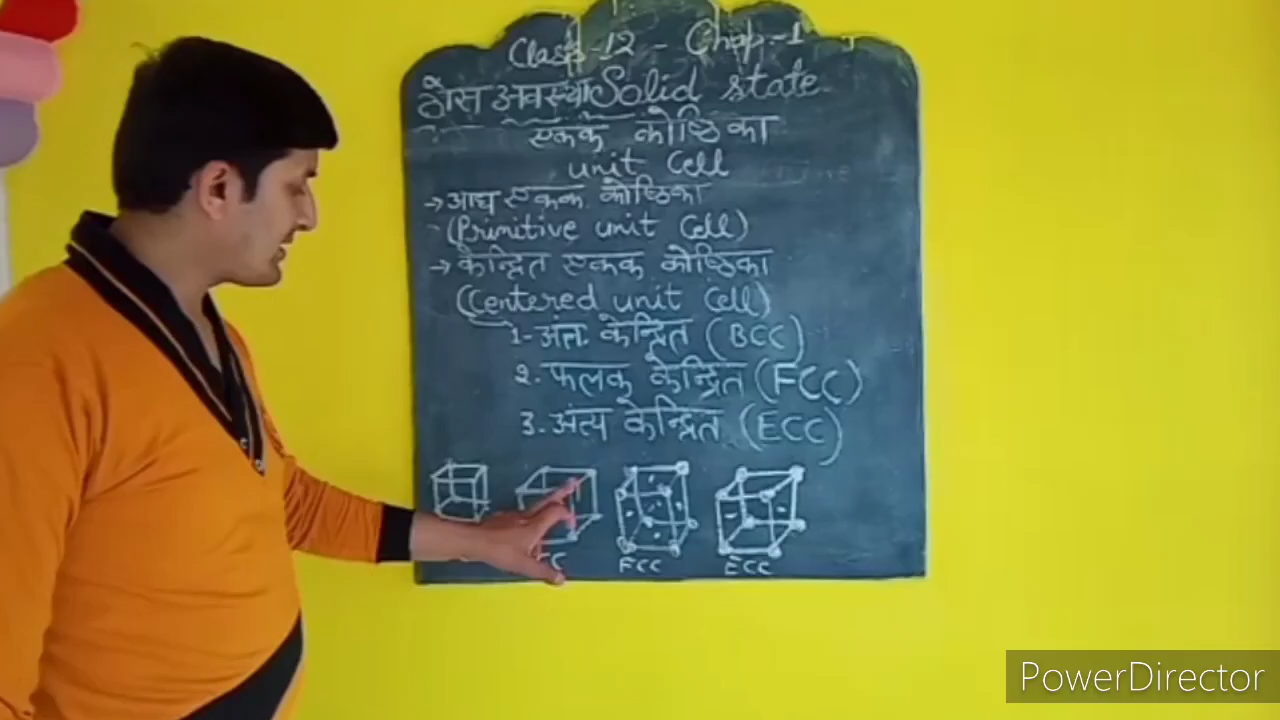 Class-12 - Chap.-1
ठोस अवस्था Solid state
एकक कोष्ठिका
unit Cell
→ आद्य एकक कोष्ठिका
(Primitive unit Cell)
→ केन्द्रित एकक कोष्ठिका
(Centered unit Cell)
1- अंतः केन्द्रित (BCC)
2. फलक केन्द्रित (FCC)
3. अंत्य केन्द्रित (ECC)
FCC
ECC
PowerDirector